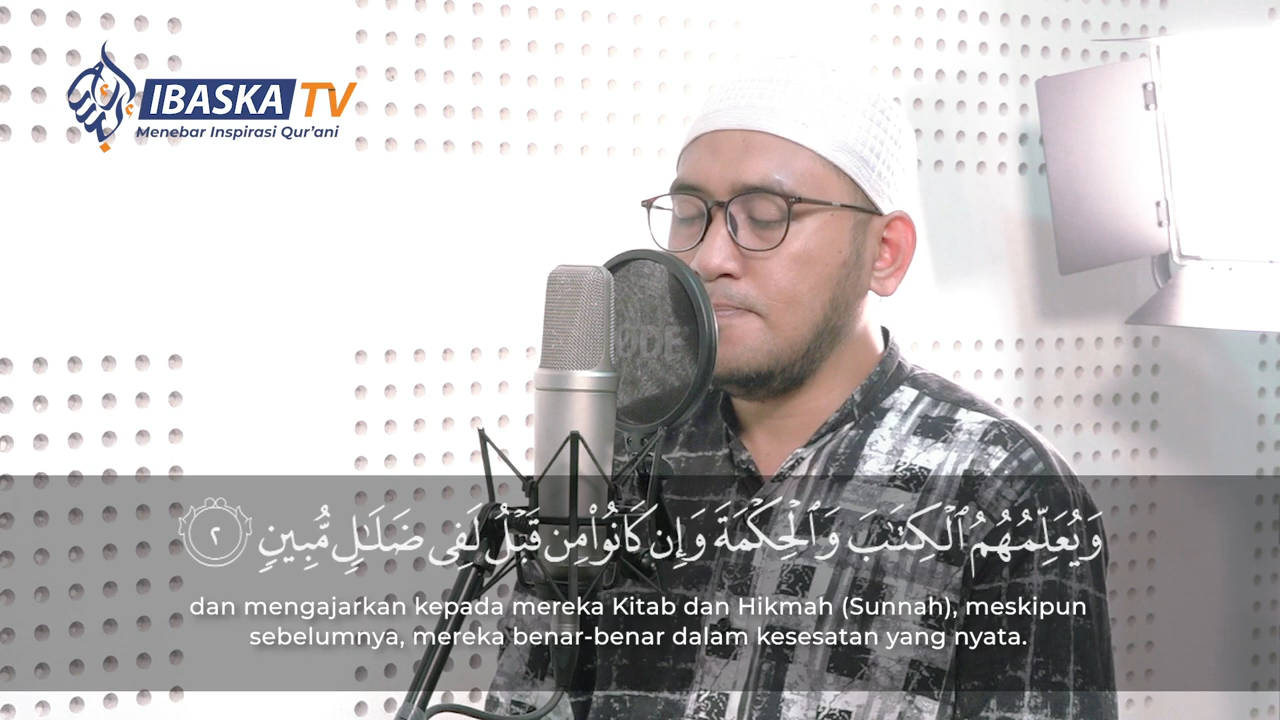 IBASKA TV
Menebar Inspirasi Qur'ani
RODE
وَيُعَلِّمُهُمُ ٱلْكِتَـٰبَ وَٱلْحِكْمَةَ وَإِن كَانُوا۟ مِن قَبْلُ لَفِى ضَلَـٰلٍ مُّبِينٍ ٢
dan mengajarkan kepada mereka Kitab dan Hikmah (Sunnah), meskipun
sebelumnya, mereka benar-benar dalam kesesatan yang nyata.